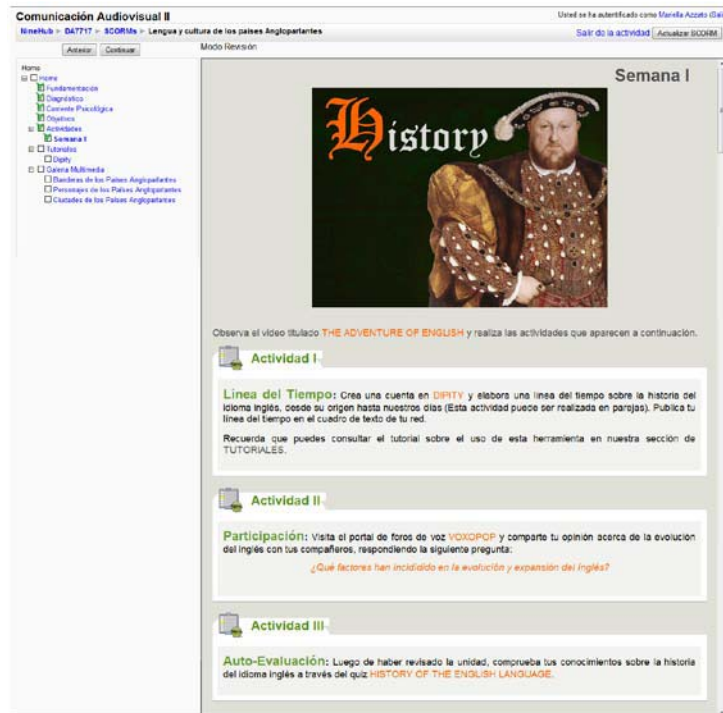 Comunicación Audiovisual II
Usted se ha autentificado como Mariella Azzato (Sali
NineHub ► DA7717 ► SCORMs ► Lengua y cultura de los países Angloparlantes
Salir de la actividad
Actualizar SCORM
Anterior
Continuar
Modo Revisión
Home
Home
Fundamentación
Diagnóstico
Corriente Psicológica
Objetivos
Actividades
Semana I
Tutoriales
Dipity
Galería Multimedia
Banderas de los Países Angloparlantes
Personajes de los Países Angloparlantes
Ciudades de los Países Angloparlantes
Semana I
History
Observa el video titulado THE ADVENTURE OF ENGLISH y realiza las actividades que aparecen a continuación.
Actividad I
Línea del Tiempo: Crea una cuenta en DIPITY y elabora una línea del tiempo sobre la historia del
idioma inglés, desde su origen hasta nuestros días (Esta actividad puede ser realizada en parejas). Publica tu
línea del tiempo en el cuadro de texto de tu red.
Recuerda que puedes consultar el tutorial sobre el uso de esta herramienta en nuestra sección de
TUTORIALES.
Actividad II
Participación: Visita el portal de foros de voz VOXOPOP y comparte tu opinión acerca de la evolución
del inglés con tus compañeros, respondiendo la siguiente pregunta:
¿Qué factores han incididido en la evolución y expansión del inglés?
Actividad III
Auto-Evaluación: Luego de haber revisado la unidad, comprueba tus conocimientos sobre la historia
del idioma inglés a través del quiz HISTORY OF THE ENGLISH LANGUAGE.